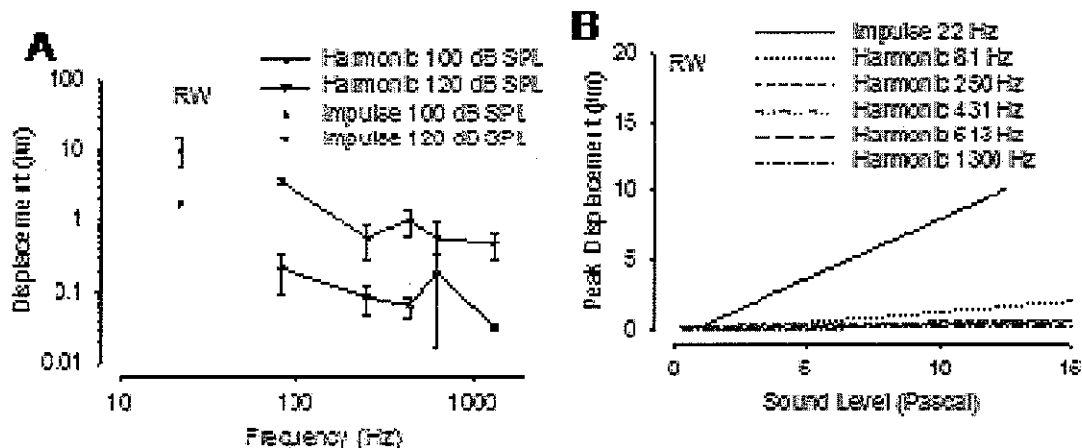 A
Harmonic 100 dB SPL
Harmonic 120 dB SPL
Impulse 100 dB SPL
Impulse 120 dB SPL
RW
100
10
1
0.1
0.01
Displacement (μm)
10
100
1000
Frequency (Hz)
B
Impulse 22 Hz
Harmonic 81 Hz
Harmonic 250 Hz
Harmonic 431 Hz
Harmonic 613 Hz
Harmonic 1300 Hz
RW
20
15
10
5
0
Peak Displacement (μm)
0
5
10
15
Sound Level (Pascal)